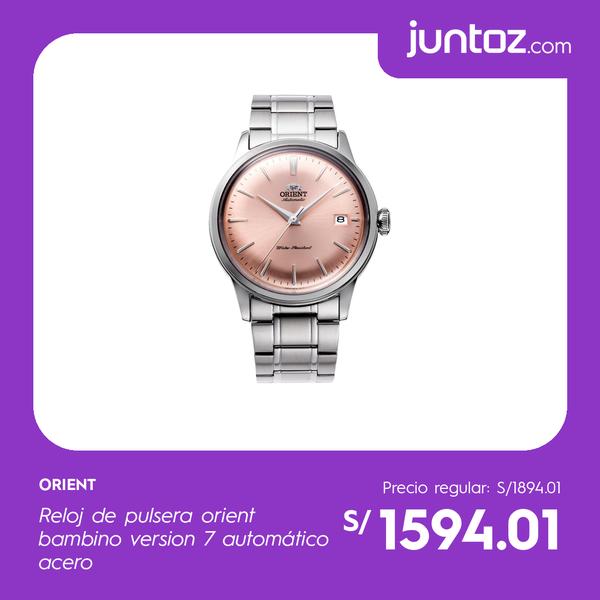 juntoz.com
ORIENT
Automatic
8
Water Resistant
ORIENT
Reloj de pulsera orient
bambino version 7 automático
acero
Precio regular: S/1894.01
S/1594.01